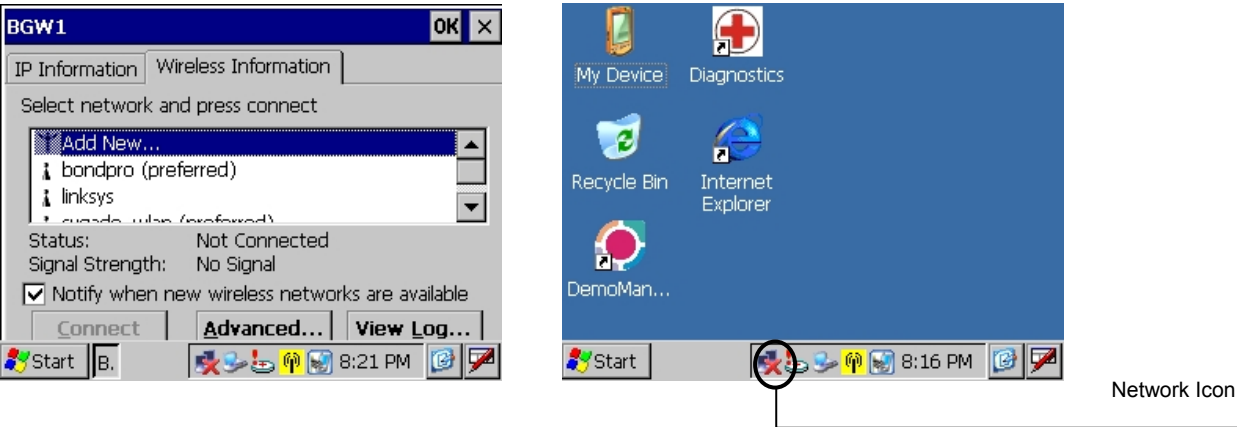 BGW1 OK ×
IP Information Wireless Information
Select network and press connect
Add New...
bondpro (preferred)
linksys
Status: Not Connected
Signal Strength: No Signal
Notify when new wireless networks are available
Connect Advanced... View Log...
Start B. 8:21 PM
My Device Diagnostics
Recycle Bin Internet Explorer
DemoMan...
Start 8:16 PM
Network Icon